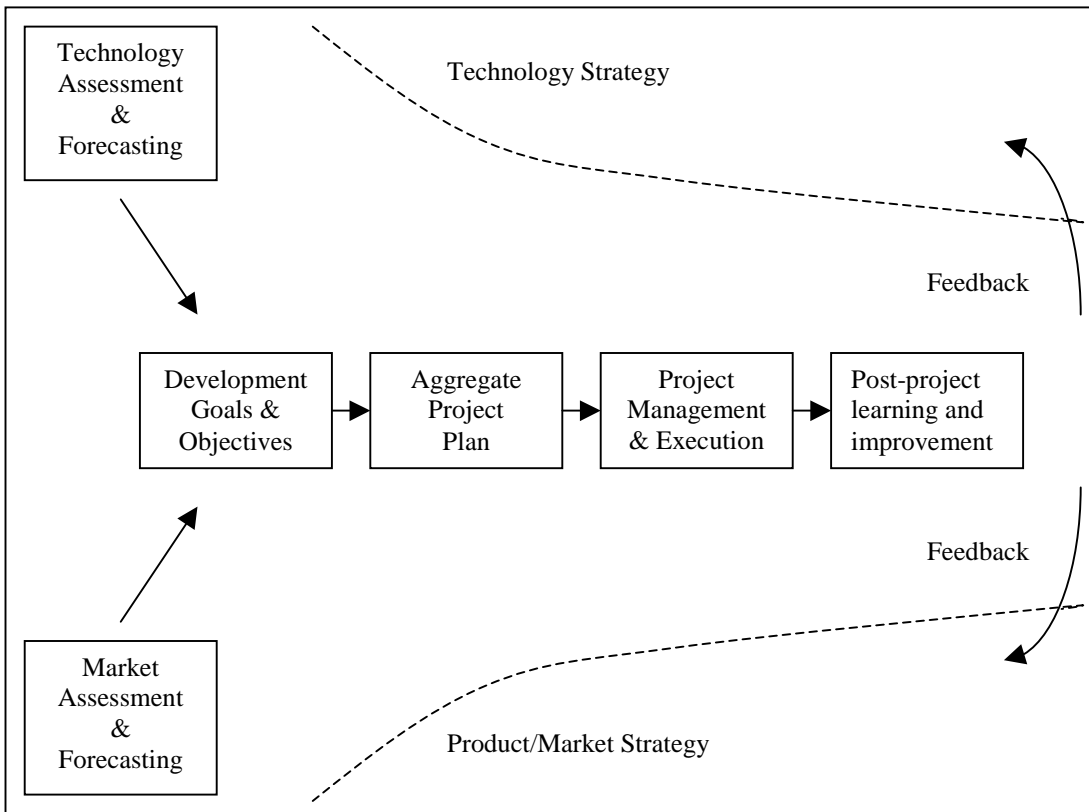 Technology
Assessment
&
Forecasting
Technology Strategy
Feedback
Development
Goals &
Objectives
Aggregate
Project
Plan
Project
Management
& Execution
Post-project
learning and
improvement
Feedback
Market
Assessment
&
Forecasting
Product/Market Strategy